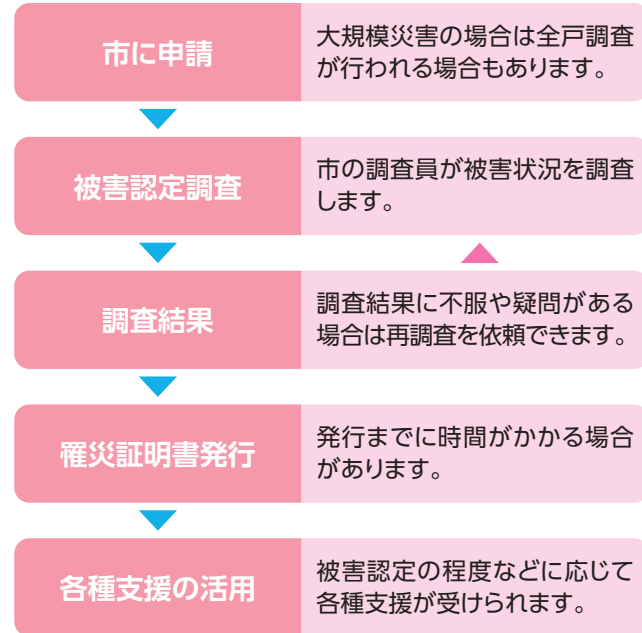 市に申請
大規模災害の場合は全戸調査
が行われる場合もあります。
被害認定調査
市の調査員が被害状況を調査
します。
調査結果
調査結果に不服や疑問がある
場合は再調査を依頼できます。
罹災証明書発行
発行までに時間がかかる場合
があります。
各種支援の活用
被害認定の程度などに応じて
各種支援が受けられます。